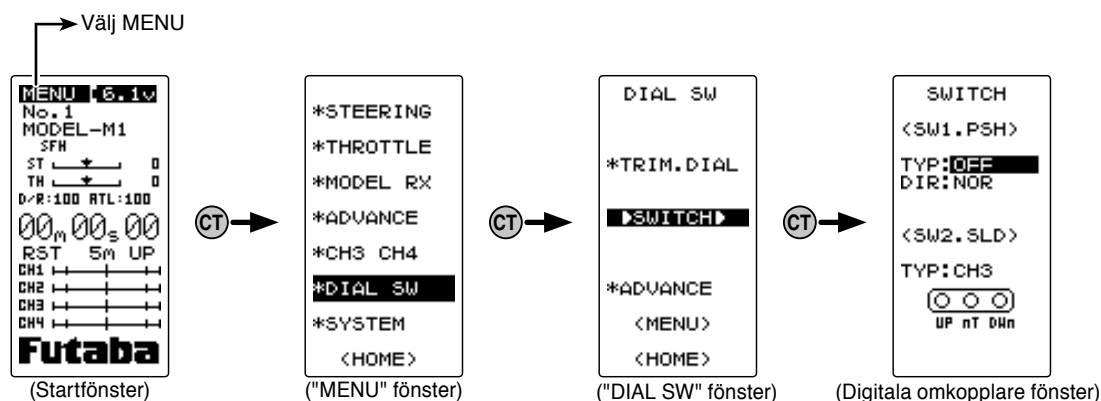 Välj MENU
MENU 6.1v
No.1
MODEL-M1
SFH
ST 0
TH 0
D/R:100 ATL:100
00m 00s 00
RST 5m UP
CH1
CH2
CH3
CH4
Futaba
(Startfönster)
CT
*STEERING
*THROTTLE
*MODEL RX
*ADVANCE
*CH3 CH4
*DIAL SW
*SYSTEM
<HOME>
("MENU" fönster)
CT
DIAL SW
*TRIM.DIAL
▶SWITCH▶
*ADVANCE
<MENU>
<HOME>
("DIAL SW" fönster)
CT
SWITCH
<SW1.PSH>
TYP:OFF
DIR:NOR
<SW2.SLD>
TYP:CH3
UP nT DWn
(Digitala omkopplare fönster)